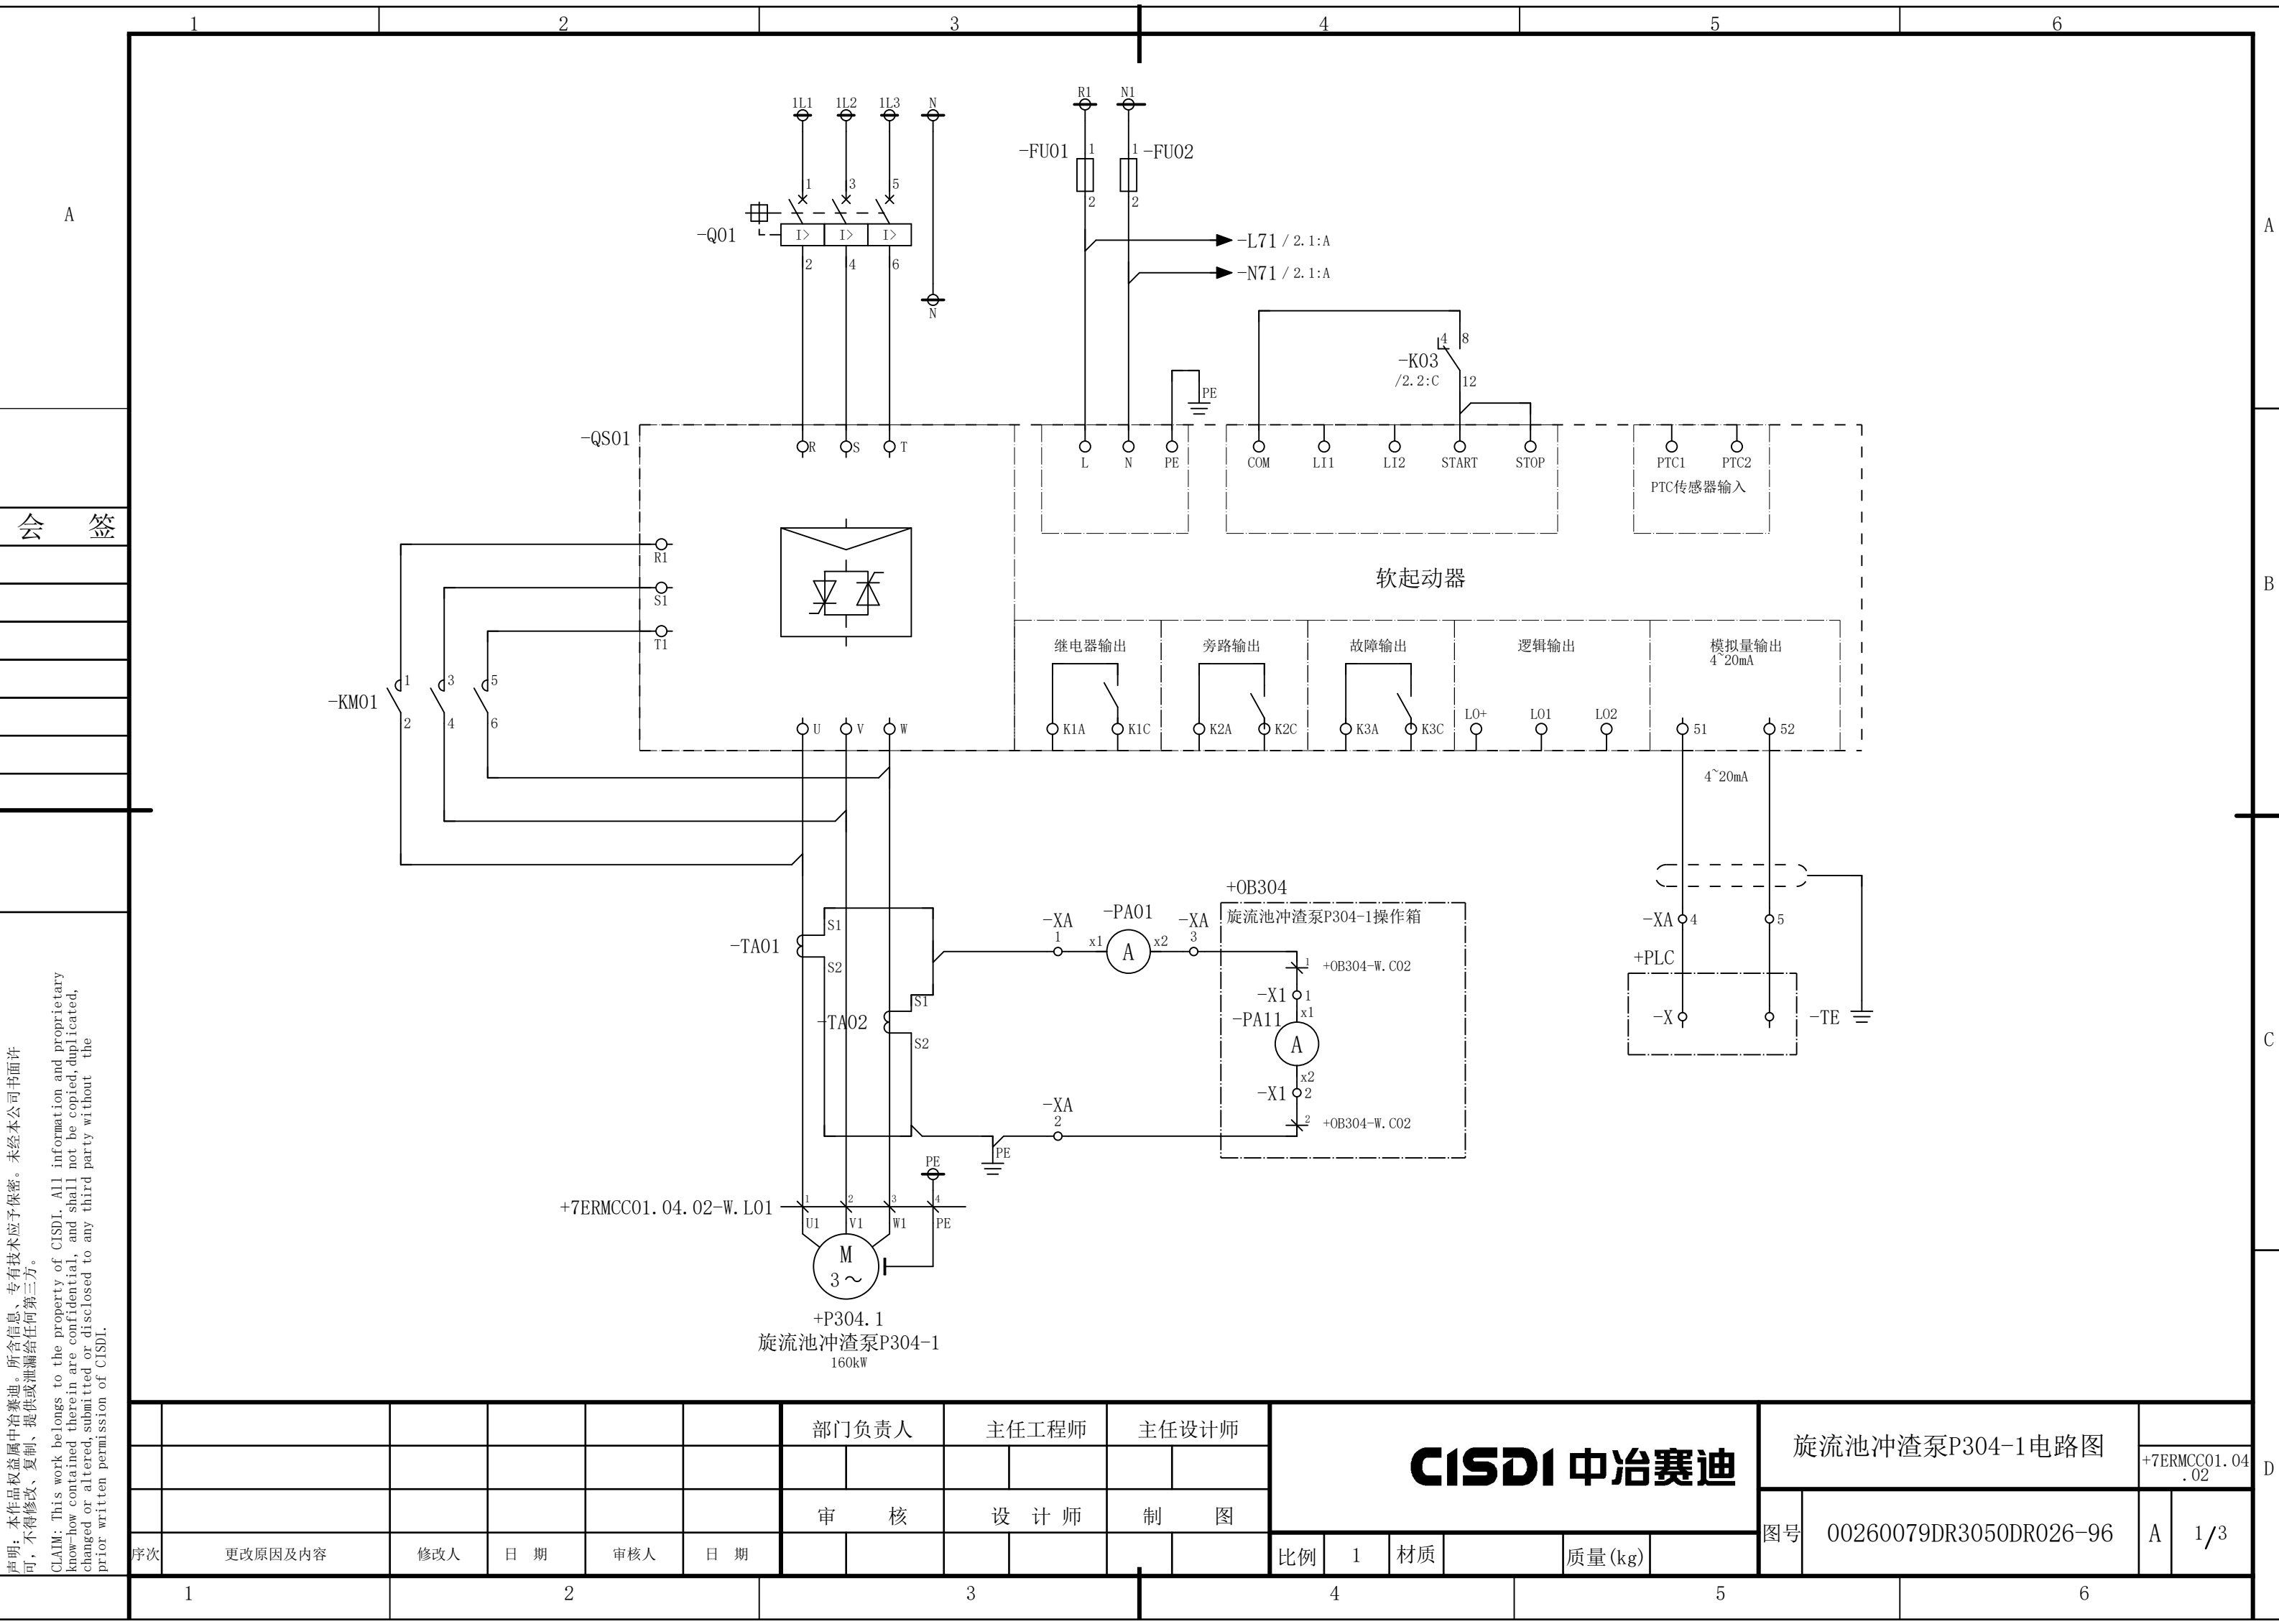 1 2 3 4 5 6
A
A
B
C
D
会 签
1L1 1L2 1L3 N
R1 N1
-FU01 1 1 -FU02
2 2
1 3 5
-Q01 I> I> I>
2 4 6
N
-L71 / 2.1:A
-N71 / 2.1:A
4 8
-K03
/2.2:C 12
PE
-QS01
R S T
L N PE
COM LI1 LI2 START STOP
PTC1 PTC2
PTC传感器输入
R1
S1
T1
软起动器
继电器输出 旁路输出 故障输出 逻辑输出 模拟量输出
4~20mA
-KM01
1 3 5
2 4 6
U V W
K1A K1C K2A K2C K3A K3C
LO+ LO1 LO2
51 52
4~20mA
+OB304
旋流池冲渣泵P304-1操作箱
-TA01
S1
S2
-TA02
S1
S2
-XA
1
-PA01
x1 A x2
-XA
3
1 +OB304-W.C02
-X1 1
x1
-PA11
A
x2
-X1 2
2 +OB304-W.C02
-XA
2
PE
-XA 4 5
+PLC
-X
-TE
PE
+7ERMCC01.04.02-W.L01
1 2 3 4
U1 V1 W1 PE
M
3～
+P304.1
旋流池冲渣泵P304-1
160kW
声明: 本作品权益属中冶赛迪。所含信息、专有技术应予保密。未经本公司书面许
可, 不得修改、复制、提供或泄漏给任何第三方。
CLAIM: This work belongs to the property of CISDI. All information and proprietary
know-how contained therein are confidential, and shall not be copied,duplicated,
changed or altered,submitted or disclosed to any third party without the
prior written permission of CISDI.
部门负责人 主任工程师 主任设计师
审 核 设 计 师 制 图
序次 更改原因及内容 修改人 日 期 审核人 日 期
CISDI 中冶赛迪
比例 1 材质 质量(kg)
旋流池冲渣泵P304-1电路图
+7ERMCC01.04
.02
图号 00260079DR3050DR026-96 A 1/3
1 2 3 4 5 6